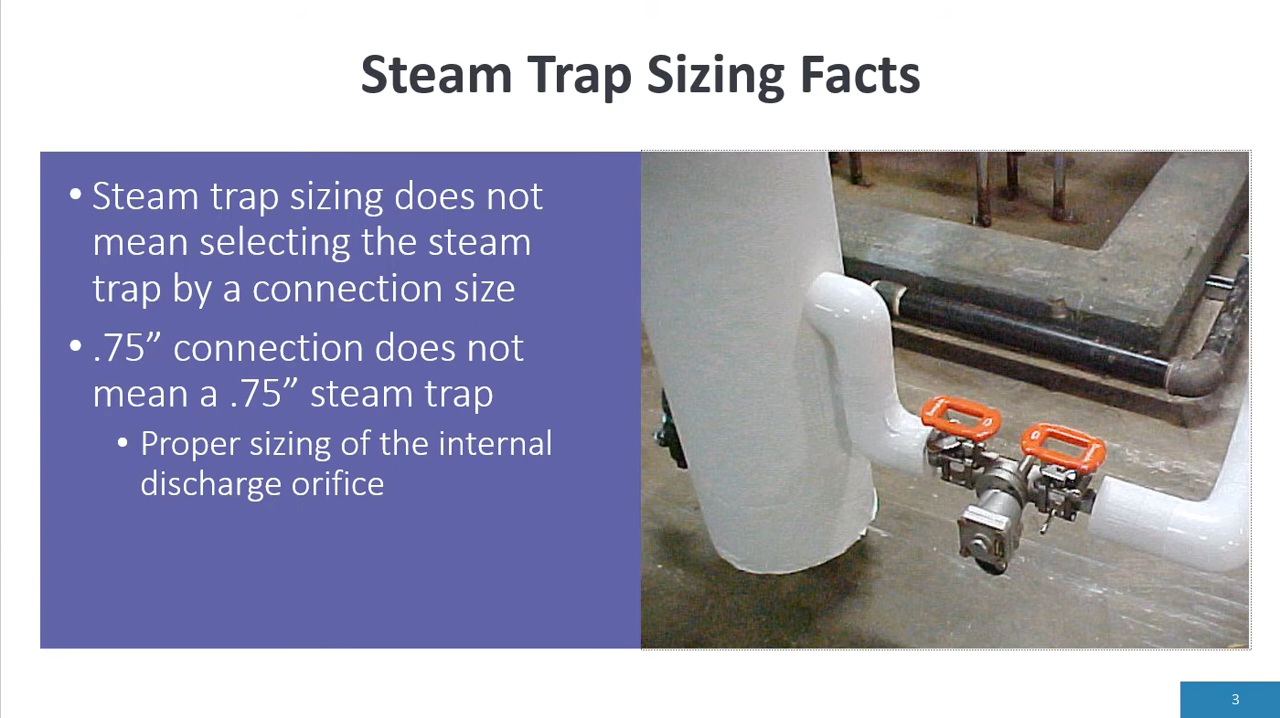 Steam Trap Sizing Facts
• Steam trap sizing does not
mean selecting the steam
trap by a connection size
• .75” connection does not
mean a .75” steam trap
• Proper sizing of the internal
discharge orifice
3